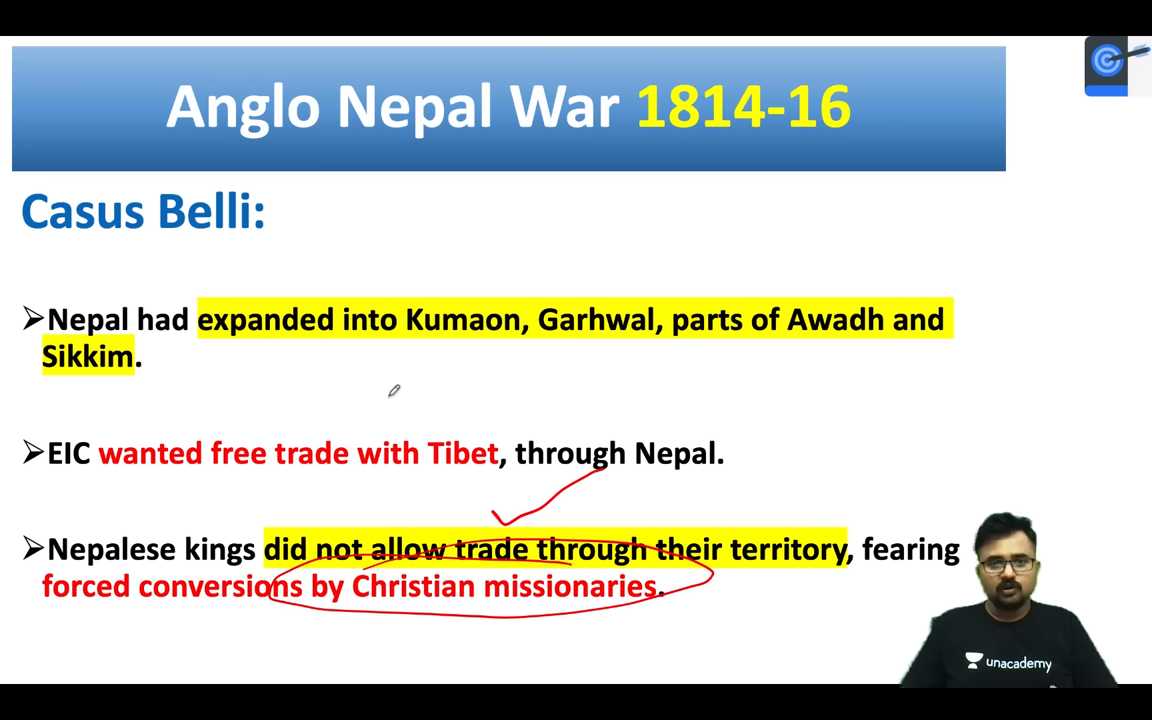 Anglo Nepal War 1814-16
Casus Belli:
➢Nepal had expanded into Kumaon, Garhwal, parts of Awadh and
Sikkim.
➢EIC wanted free trade with Tibet, through Nepal.
➢Nepalese kings did not allow trade through their territory, fearing
forced conversions by Christian missionaries.
unacademy